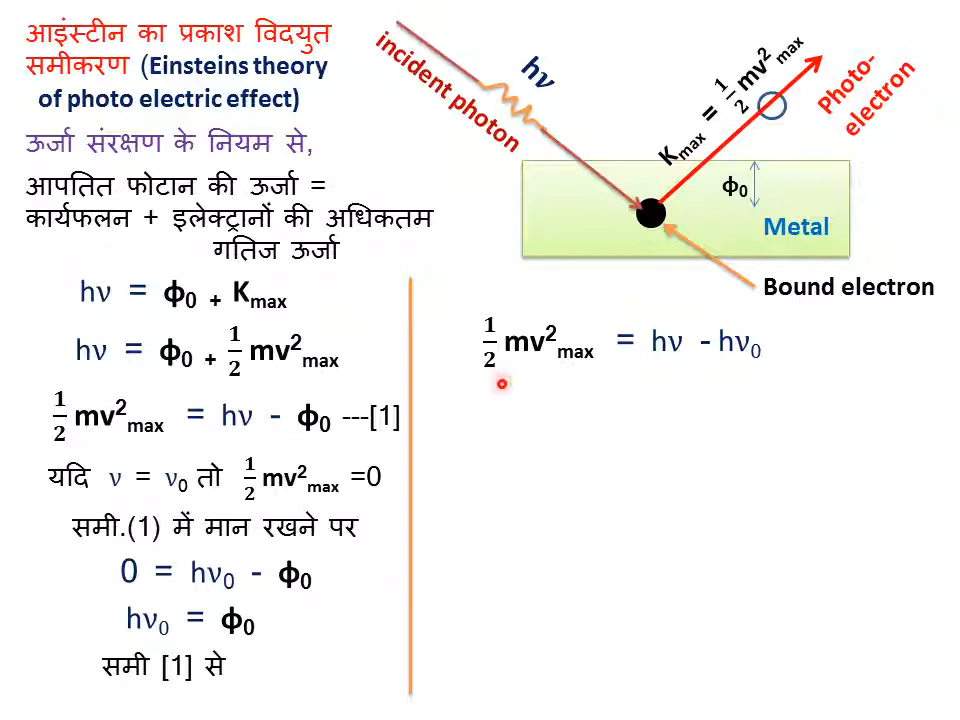 आइंस्टीन का प्रकाश विदयुत
समीकरण (Einsteins theory
of photo electric effect)
ऊर्जा संरक्षण के नियम से,
आपतित फोटान की ऊर्जा =
कार्यफलन + इलेक्ट्रानों की अधिकतम
गतिज ऊर्जा
hν = ϕ₀ + Kmax
hν = ϕ₀ + 1/2 mv²max
1/2 mv²max = hν - ϕ₀ ---[1]
यदि ν = ν₀ तो 1/2 mv²max =0
समी.(1) में मान रखने पर
0 = hν₀ - ϕ₀
hν₀ = ϕ₀
समी [1] से
incident photon
hν
Kmax = 1/2 mv²max
Photo-
electron
ϕ₀
Metal
Bound electron
1/2 mv²max = hν - hν₀